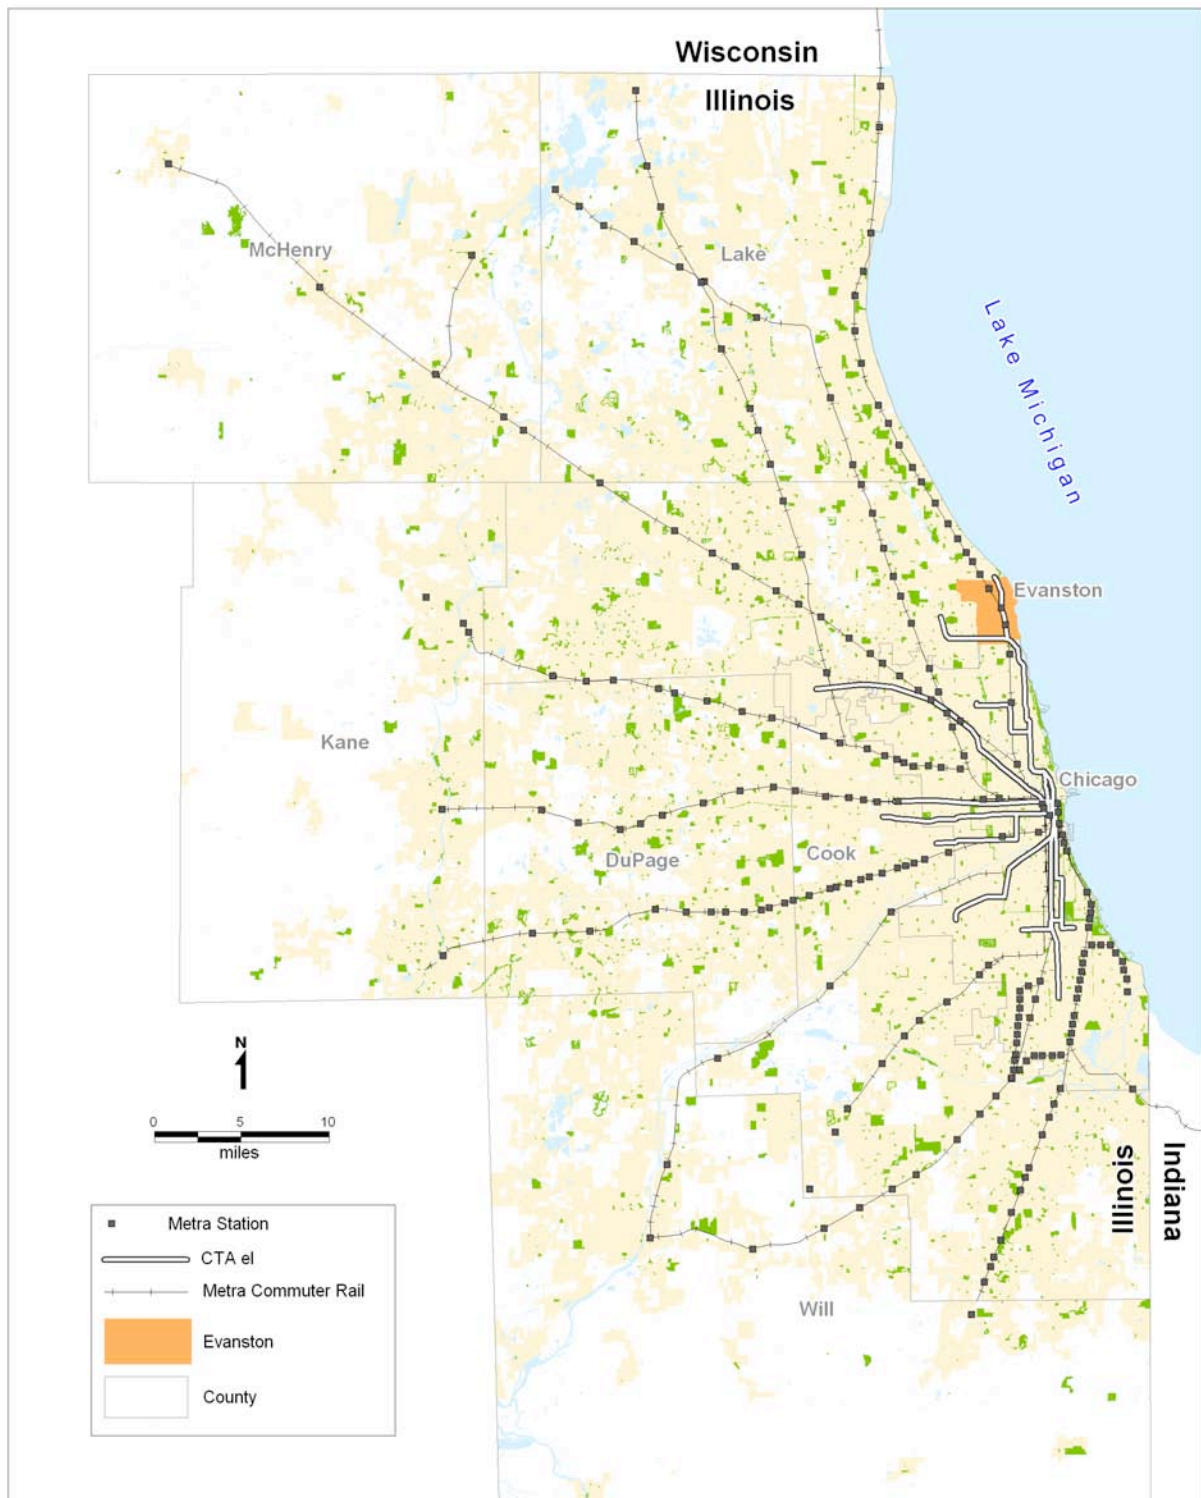 Wisconsin
Illinois
McHenry
Lake
Lake Michigan
Evanston
Kane
Chicago
DuPage
Cook
N
0 5 10
miles
Illinois
Indiana
Metra Station
CTA el
Metra Commuter Rail
Will
Evanston
County